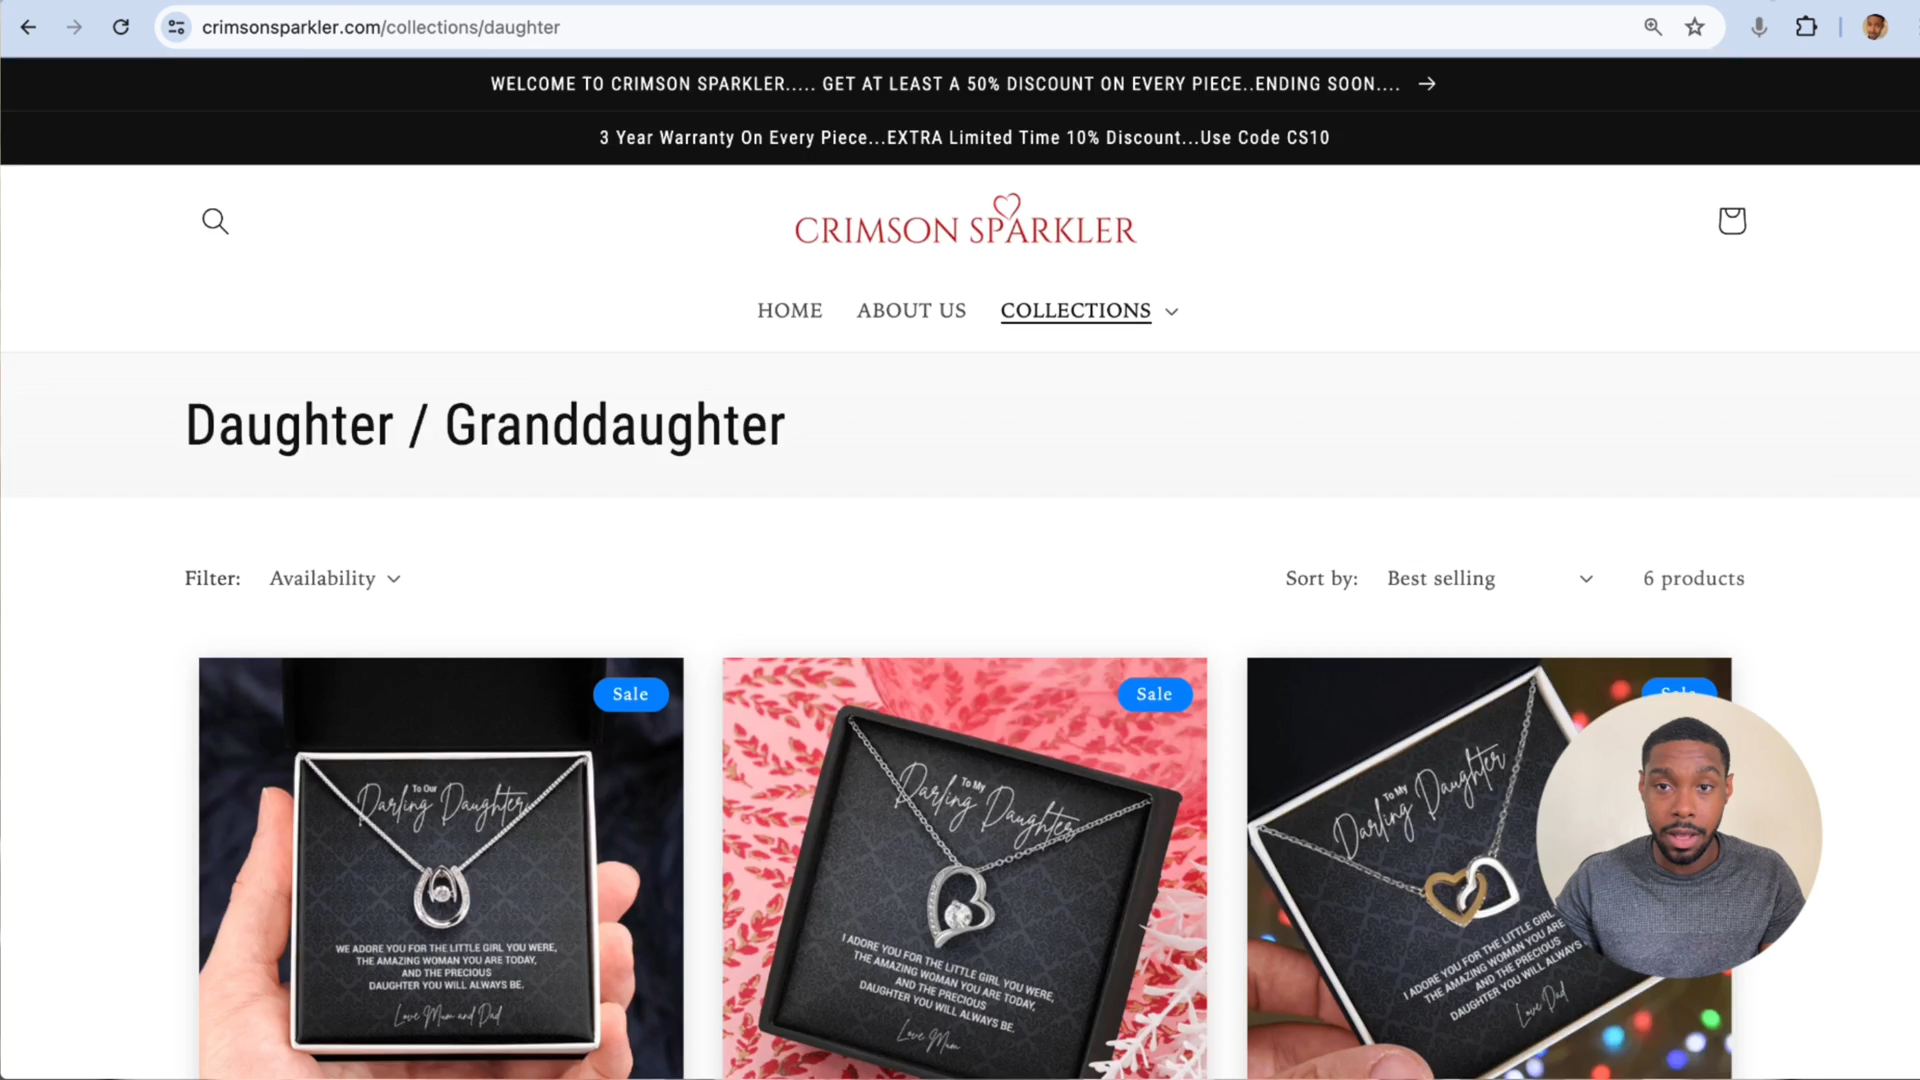 crimsonsparkler.com/collections/daughter
WELCOME TO CRIMSON SPARKLER..... GET AT LEAST A 50% DISCOUNT ON EVERY PIECE..ENDING SOON....
3 Year Warranty On Every Piece...EXTRA Limited Time 10% Discount...Use Code CS10
CRIMSON SPARKLER
HOME ABOUT US COLLECTIONS
Daughter / Granddaughter
Filter: Availability
Sort by: Best selling 6 products
Sale
To Our
Darling Daughter
WE ADORE YOU FOR THE LITTLE GIRL YOU WERE,
THE AMAZING WOMAN YOU ARE TODAY,
AND THE PRECIOUS
DAUGHTER YOU WILL ALWAYS BE.
Love Mum and Dad
Sale
To My
Darling Daughter
I ADORE YOU FOR THE LITTLE GIRL YOU WERE,
THE AMAZING WOMAN YOU ARE TODAY,
AND THE PRECIOUS
DAUGHTER YOU WILL ALWAYS BE.
Love Mum
Sale
To My
Darling Daughter
I ADORE YOU FOR THE LITTLE GIRL
THE AMAZING WOMAN YOU ARE
AND THE PRECIOUS
DAUGHTER YOU WILL ALWAYS
Love Dad